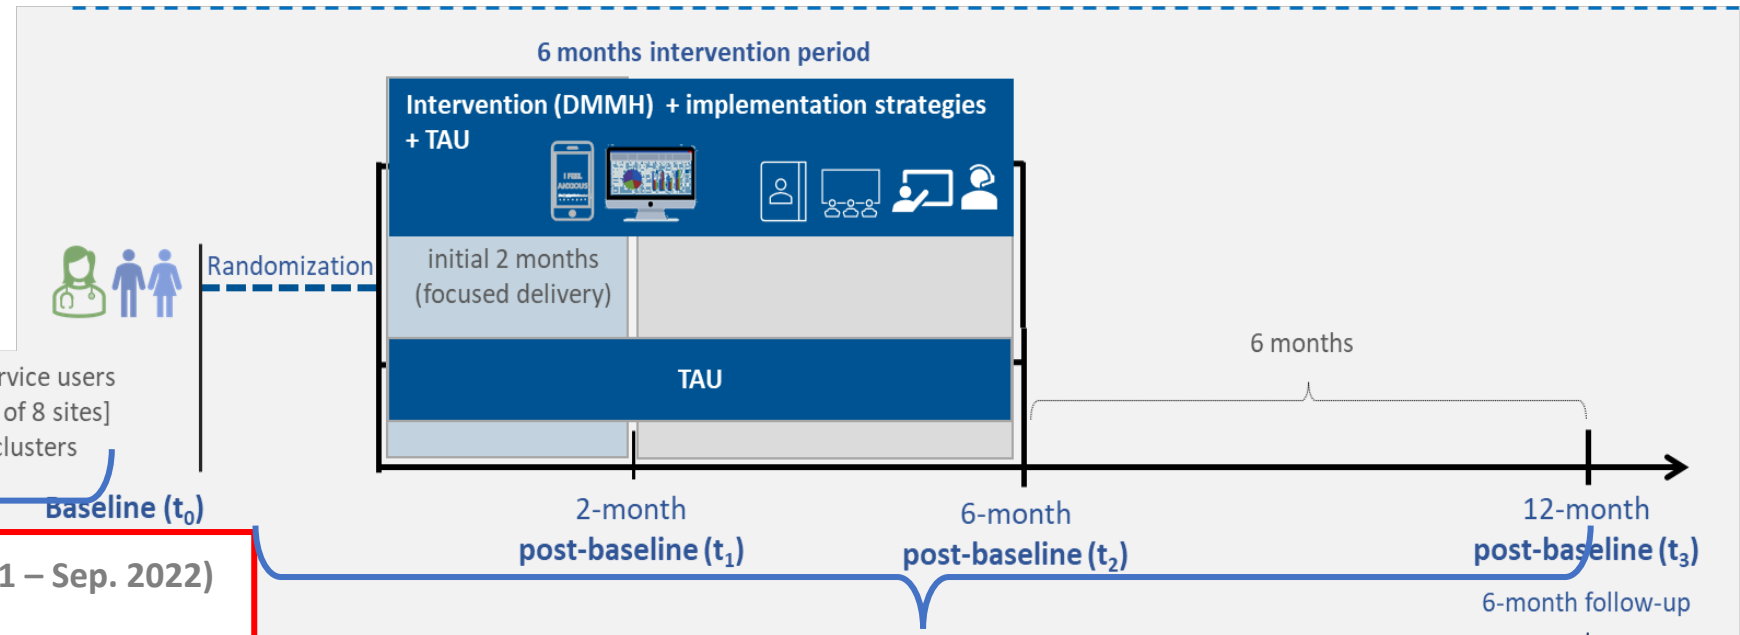 6 months intervention period
Intervention (DMMH) + implementation strategies
+ TAU
I FEEL
ANXIOUS
Randomization
initial 2 months
(focused delivery)
6 months
TAU
rvice users
of 8 sites]
clusters
Baseline (t₀)
2-month
post-baseline (t₁)
6-month
post-baseline (t₂)
12-month
post-baseline (t₃)
1 – Sep. 2022)
6-month follow-up